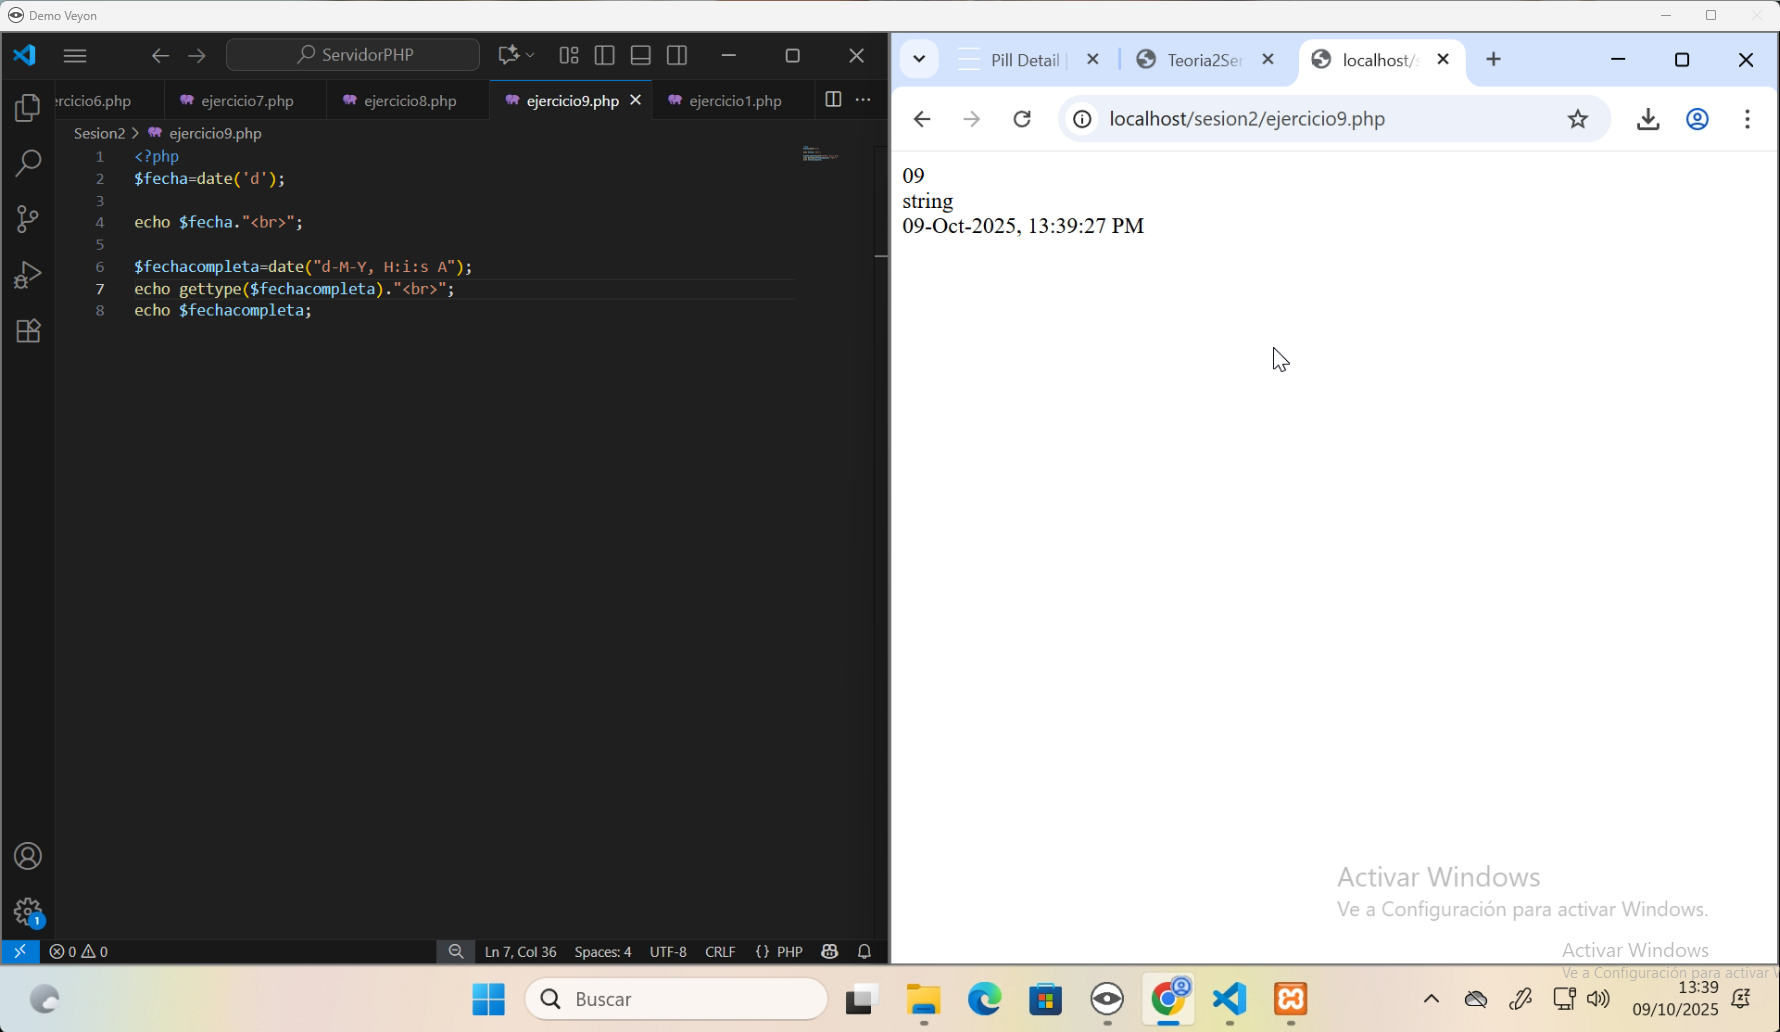 Demo Veyon
ServidorPHP
ercicio6.php
ejercicio7.php
ejercicio8.php
ejercicio9.php
ejercicio1.php
Sesion2 > ejercicio9.php
1 <?php
2 $fecha=date('d');
3
4 echo $fecha."<br>";
5
6 $fechacompleta=date("d-M-Y, H:i:s A");
7 echo gettype($fechacompleta)."<br>";
8 echo $fechacompleta;
1
0 0
Ln 7, Col 36 Spaces: 4 UTF-8 CRLF {} PHP
Pill Detail
Teoria2Ser
localhost/s
localhost/sesion2/ejercicio9.php
09
string
09-Oct-2025, 13:39:27 PM
Activar Windows
Ve a Configuración para activar Windows.
Activar Windows
Ve a Configuración para activar
Buscar
13:39
09/10/2025